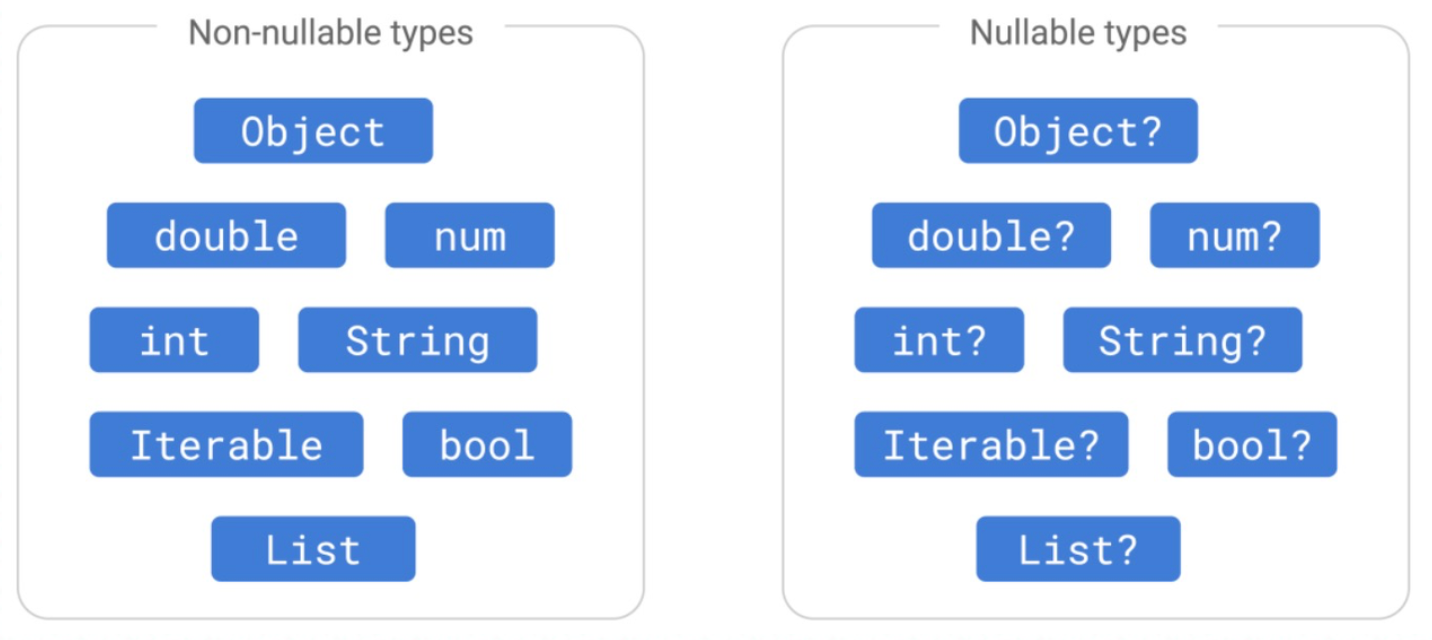 Non-nullable types
Object
double num
int String
Iterable bool
List
Nullable types
Object?
double? num?
int? String?
Iterable? bool?
List?